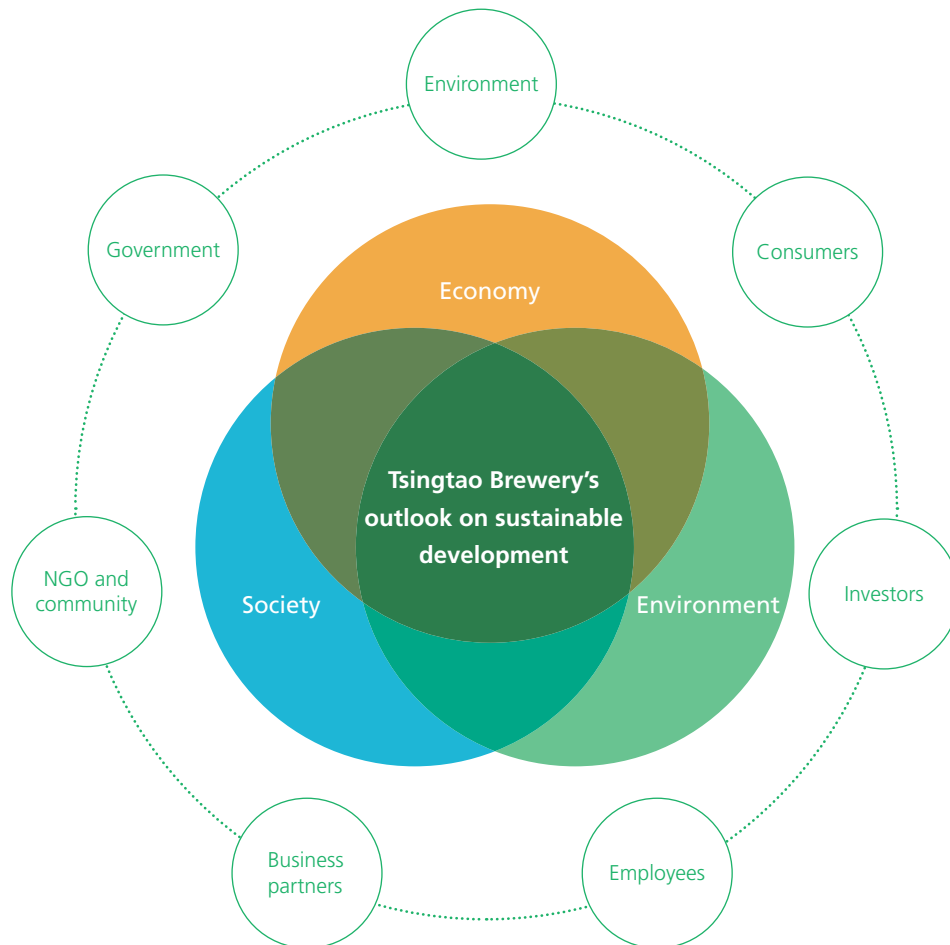 Environment
Government
Consumers
Economy
Tsingtao Brewery’s
outlook on sustainable
development
NGO and
community
Society
Environment
Investors
Business
partners
Employees